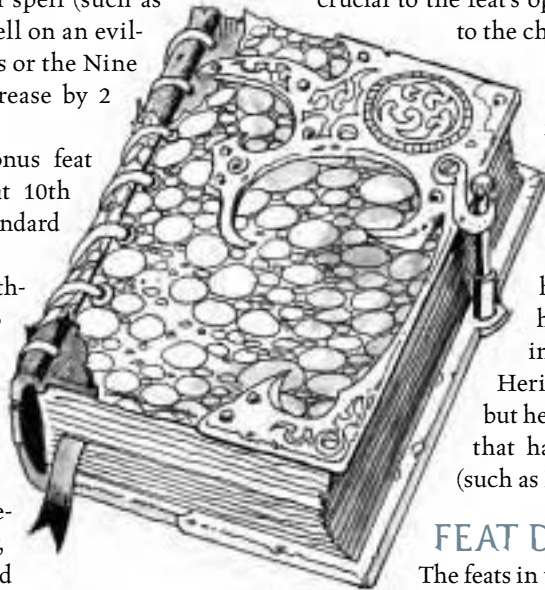 spell (such as
ell on an evil-
s or the Nine
rease by 2
onus feat
at 10th
ndard
th-
e-
d
crucial to the feat's op
to the ch
h
h
in
Heri
but he
that ha
(such as
FEAT D
The feats in